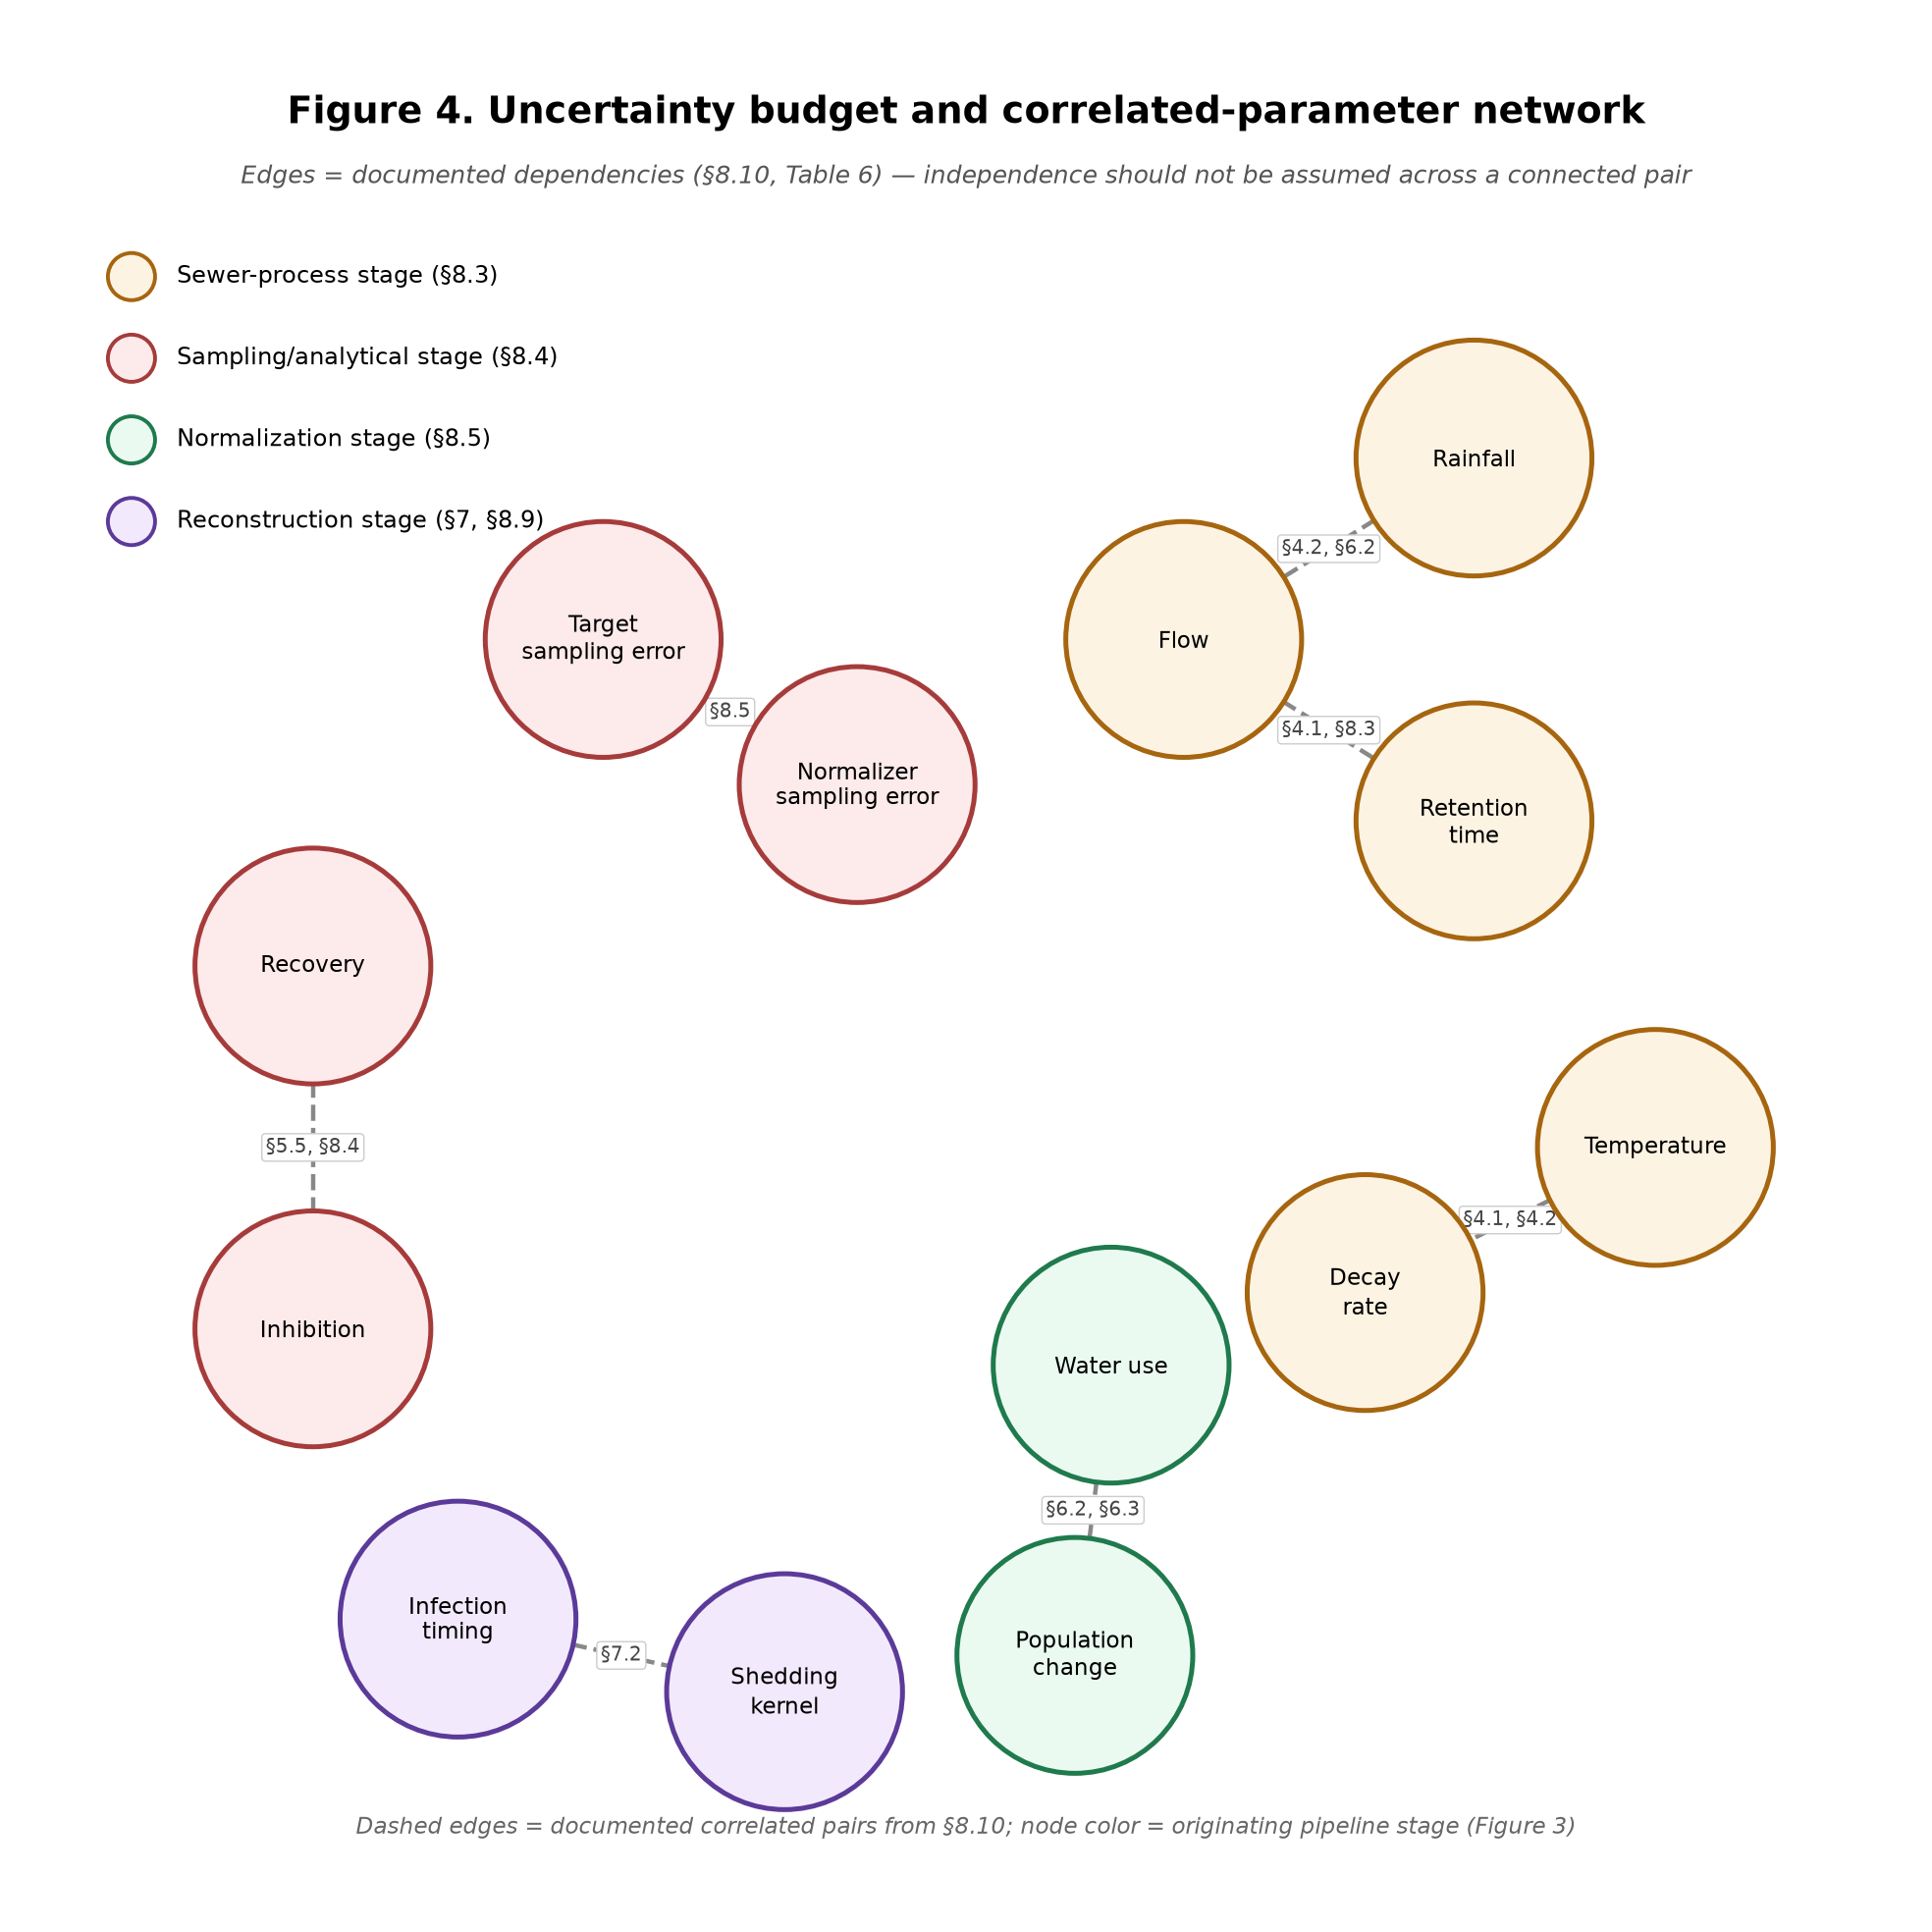 Figure 4. Uncertainty budget and correlated-parameter network
Edges = documented dependencies (§8.10, Table 6) — independence should not be assumed across a connected pair
Sewer-process stage (§8.3)
Sampling/analytical stage (§8.4)
Normalization stage (§8.5)
Reconstruction stage (§7, §8.9)
Rainfall
§4.2, §6.2
Flow
§4.1, §8.3
Retention
time
Target
sampling error
§8.5
Normalizer
sampling error
Recovery
§5.5, §8.4
Inhibition
Temperature
§4.1, §4.2
Decay
rate
Water use
§6.2, §6.3
Population
change
Infection
timing
§7.2
Shedding
kernel
Dashed edges = documented correlated pairs from §8.10; node color = originating pipeline stage (Figure 3)